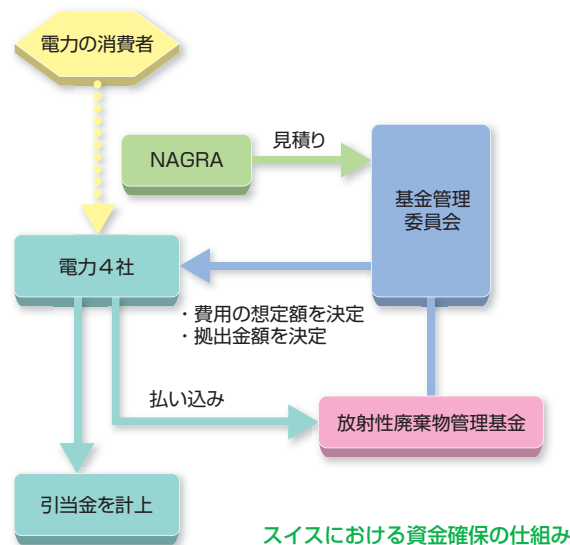 電力の消費者
見積り
NAGRA
基金管理
委員会
電力4社
・費用の想定額を決定
・拠出金額を決定
払い込み
放射性廃棄物管理基金
引当金を計上
スイスにおける資金確保の仕組み